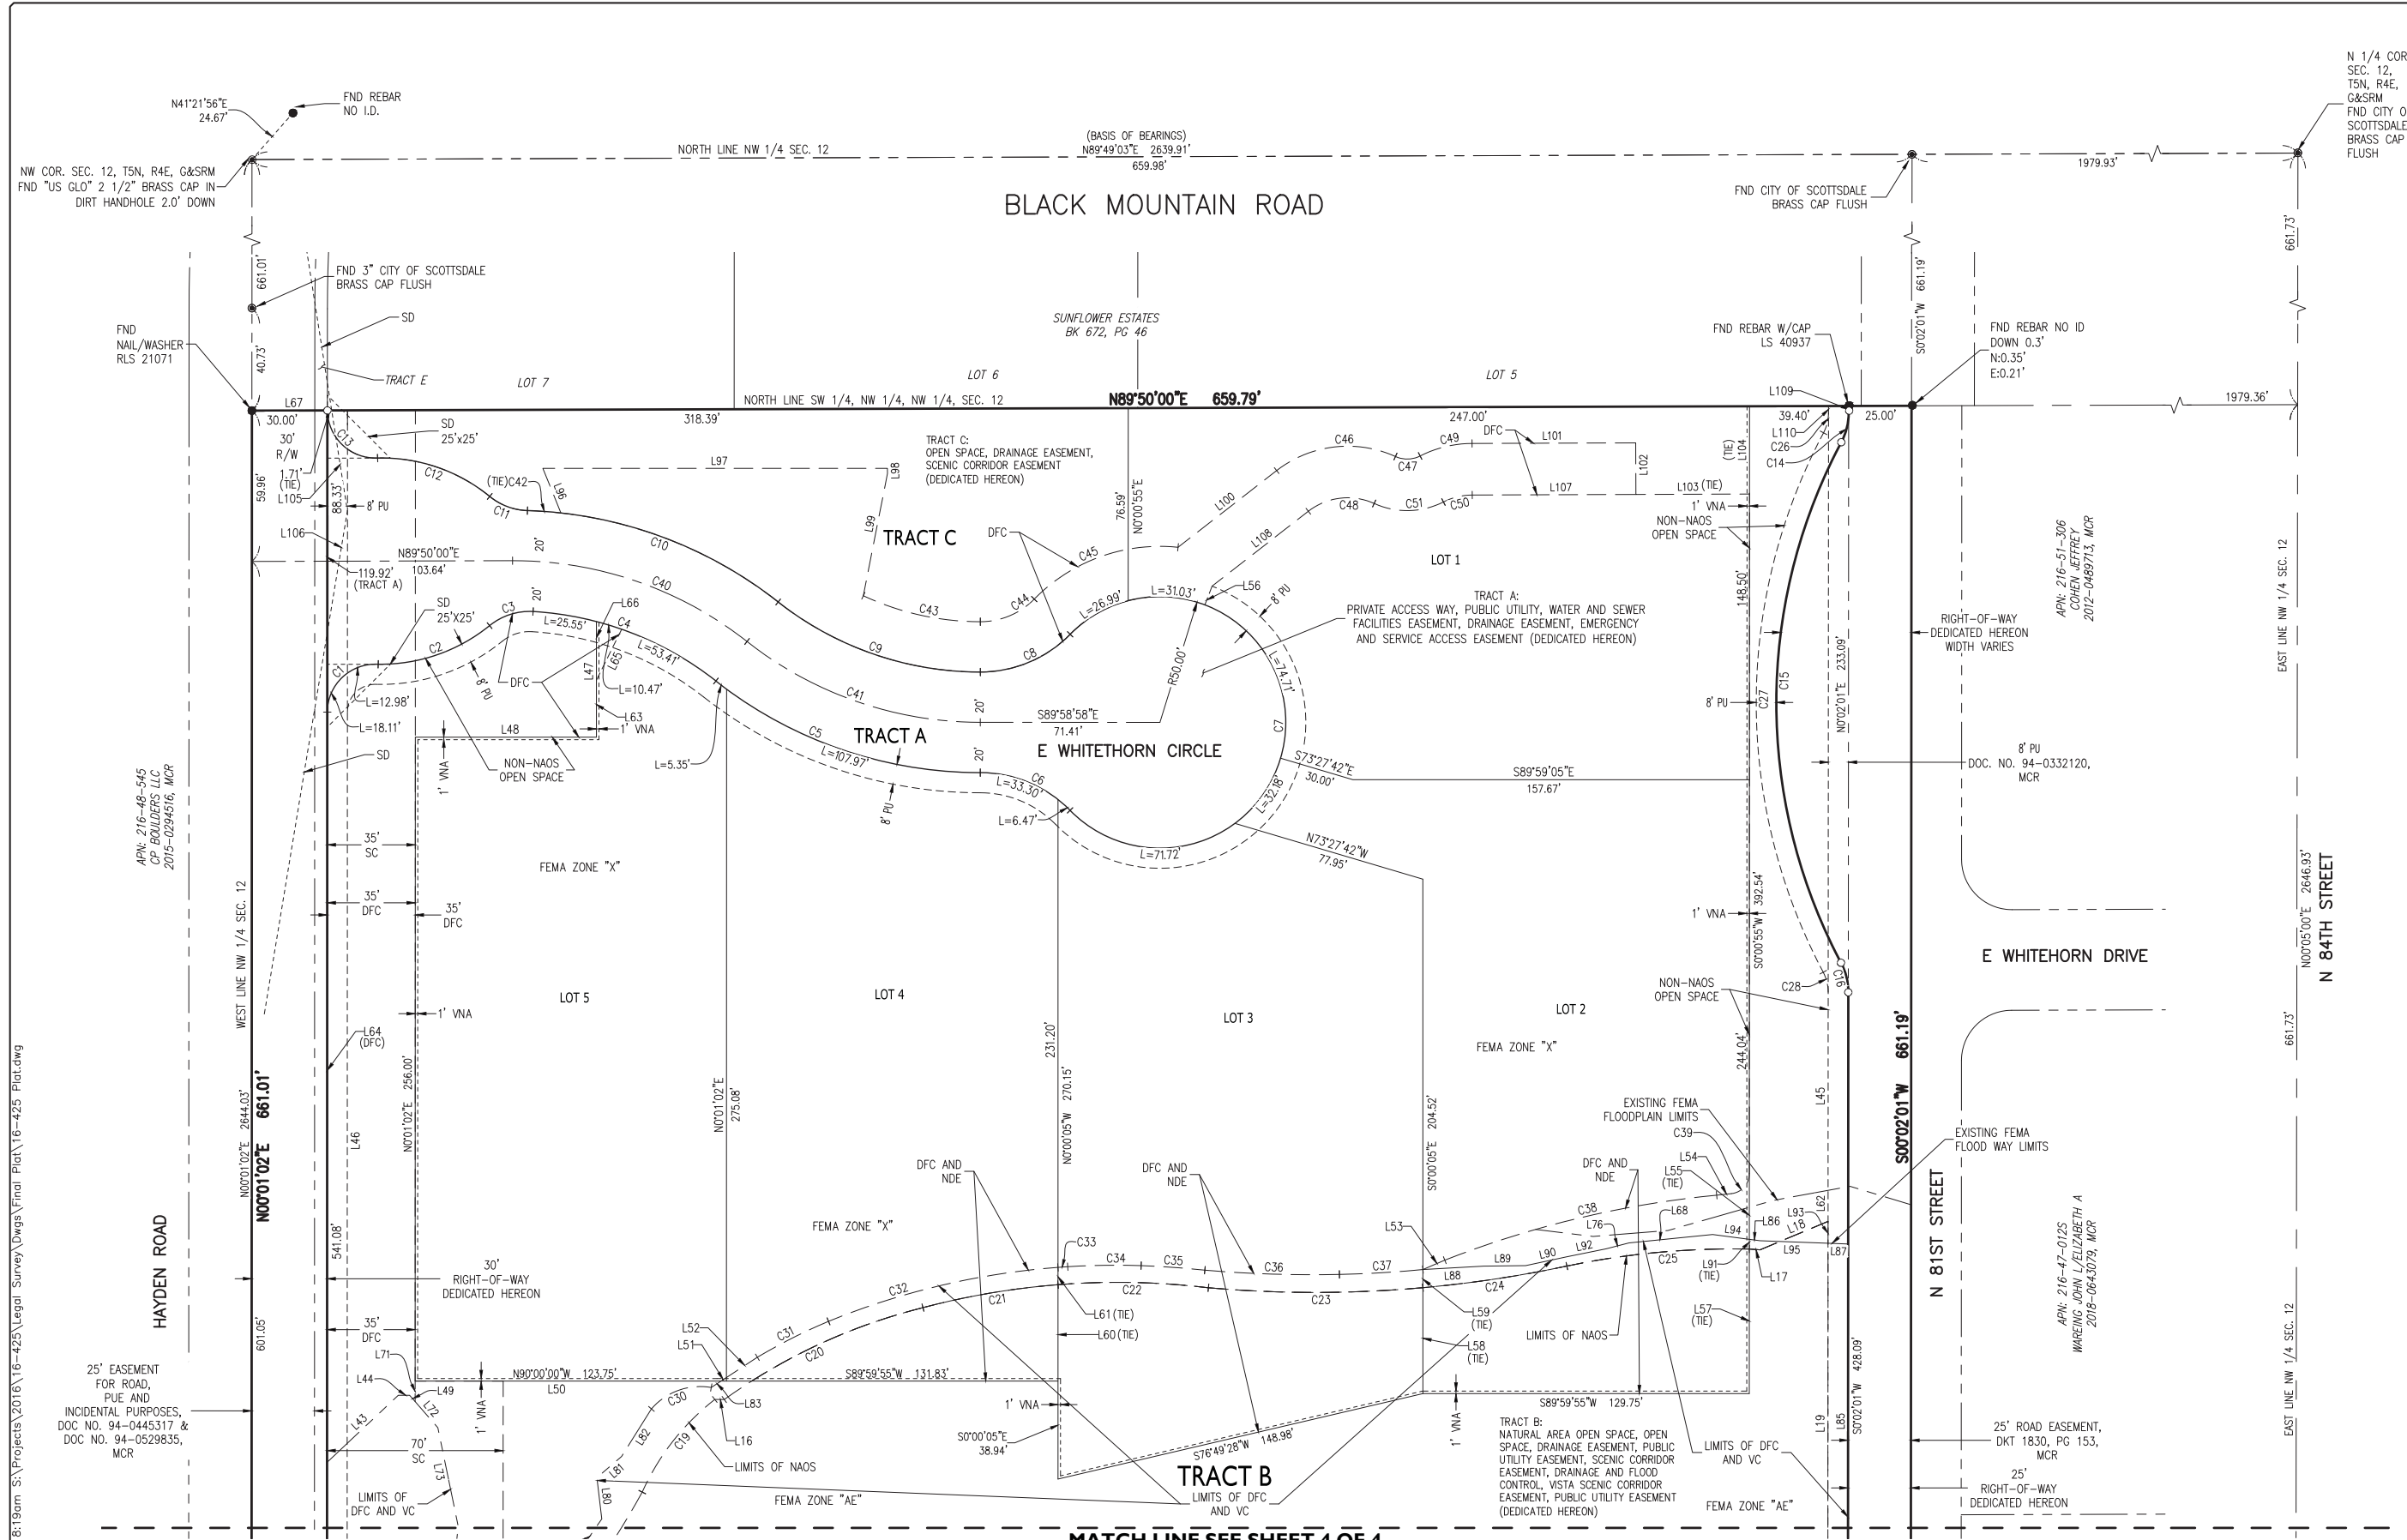 N 1/4 COR
SEC. 12,
T5N, R4E,
G&SRM
FND CITY O
SCOTTSDALE
BRASS CAP
FLUSH
N41°21'56"E
24.67'
FND REBAR
NO I.D.
NW COR. SEC. 12, T5N, R4E, G&SRM
FND "US GLO" 2 1/2" BRASS CAP IN
DIRT HANDHOLE 2.0' DOWN
NORTH LINE NW 1/4 SEC. 12
(BASIS OF BEARINGS)
N89°49'03"E 2639.91'
659.98'
1979.93'
BLACK MOUNTAIN ROAD
FND CITY OF SCOTTSDALE
BRASS CAP FLUSH
661.01'
FND 3" CITY OF SCOTTSDALE
BRASS CAP FLUSH
SD
FND
NAIL/WASHER
RLS 21071
40.73'
TRACT E
LOT 7
LOT 6
LOT 5
SUNFLOWER ESTATES
BK 672, PG 46
FND REBAR W/CAP
LS 40937
S0°02'01"W 661.19'
661.73'
FND REBAR NO ID
DOWN 0.3'
N:0.35'
E:0.21'
L67
30.00'
NORTH LINE SW 1/4, NW 1/4, NW 1/4, SEC. 12
N89°50'00"E 659.79'
318.39'
247.00'
39.40'
25.00'
1979.36'
L109
L110
C26
C14
30'
R/W
1.71'
(TIE)
L105
59.96'
88.33'
8' PU
L106
C13
SD
25'x25'
C12
(TIE)C42
C11
L96
L97
L98
L99
TRACT C:
OPEN SPACE, DRAINAGE EASEMENT,
SCENIC CORRIDOR EASEMENT
(DEDICATED HEREON)
TRACT C
DFC
76.59'
N0°00'55"E
C46
C47
C49
DFC
L101
L102
L100
C48
C51
C50
L107
L103 (TIE)
(TIE)
L104
1' VNA
NON-NAOS
OPEN SPACE
L108
C45
C44
C43
LOT 1
N89°50'00"E
103.64'
119.92'
(TRACT A)
20'
C10
C40
SD
25'X25'
C3
20'
L66
L=25.55'
C4
C2
L=53.41'
L47
L65
C9
C8
L=26.99'
L=31.03'
L56
8' PU
TRACT A:
PRIVATE ACCESS WAY, PUBLIC UTILITY, WATER AND SEWER
FACILITIES EASEMENT, DRAINAGE EASEMENT, EMERGENCY
AND SERVICE ACCESS EASEMENT (DEDICATED HEREON)
148.50'
RIGHT-OF-WAY
DEDICATED HEREON
WIDTH VARIES
APN: 216-51-306
COHEN JEFFREY
2012-0489713, MCR
EAST LINE NW 1/4 SEC. 12
C1
L=12.98'
L=18.11'
8' PU
DFC
L=10.47'
L63
1' VNA
L48
C41
20'
R50.00'
L=74.71'
S89°58'58"E
71.41'
C7
8' PU
C27
C15
N0°02'01"E 233.09'
SD
1' VNA
NON-NAOS
OPEN SPACE
C5
L=5.35'
L=107.97'
TRACT A
20'
E WHITETHORN CIRCLE
8' PU
C6
L=33.30'
L=6.47'
L=32.18'
L=71.72'
S73°27'42"E
30.00'
S89°59'05"E
157.67'
8' PU
DOC. NO. 94-0332120,
MCR
APN: 216-48-545
CP BOULDERS LLC
2015-0294516, MCR
35'
SC
FEMA ZONE "X"
N73°27'42"W
77.95'
35'
DFC
35'
DFC
1' VNA
S0°00'55"W 392.54'
WEST LINE NW 1/4 SEC. 12
E WHITEHORN DRIVE
N00°05'00"E 2646.93'
N 84TH STREET
NON-NAOS
OPEN SPACE
C28
C16
LOT 5
LOT 4
LOT 3
LOT 2
1' VNA
L64
(DFC)
FEMA ZONE "X"
231.20'
244.04'
661.73'
N00°01'02"E 2644.03'
N0°01'02"E 661.01'
L46
N0°01'02"E 256.00'
N0°01'02"E
275.08'
N0°00'05"W 270.15'
S0°00'05"E 204.52'
L45
S00°02'01"W 661.19'
EXISTING FEMA
FLOODPLAIN LIMITS
C39
EXISTING FEMA
FLOOD WAY LIMITS
DFC AND
NDE
DFC AND
NDE
DFC AND
NDE
L54
L55
(TIE)
L62
FEMA ZONE "X"
C38
L76
L68
L93
L86
L18
L94
L53
L89
L90
L92
L88
C25
L91
(TIE)
L17
L95
L87
HAYDEN ROAD
541.08'
30'
RIGHT-OF-WAY
DEDICATED HEREON
C33
C34
C35
C36
C37
C32
C21
C22
C23
C24
L61(TIE)
L60(TIE)
L59
(TIE)
L58
(TIE)
L57
(TIE)
LIMITS OF NAOS
N 81ST STREET
APN: 216-47-012S
WAREING JOHN L/ELIZABETH A
2018-0643079, MCR
EAST LINE NW 1/4 SEC. 12
601.05'
35'
DFC
L71
L52
L51
C31
C20
25' EASEMENT
FOR ROAD,
PUE AND
INCIDENTAL PURPOSES,
DOC NO. 94-0445317 &
DOC NO. 94-0529835,
MCR
L44
L49
L43
L72
L73
N90°00'00"W 123.75'
L50
S89°59'55"W 131.83'
1' VNA
C30
L83
L16
L82
C19
L81
L80
LIMITS OF NAOS
1' VNA
S0°00'05"E
38.94'
S76°49'28"W 148.98'
S89°59'55"W 129.75'
1' VNA
TRACT B:
NATURAL AREA OPEN SPACE, OPEN
SPACE, DRAINAGE EASEMENT, PUBLIC
UTILITY EASEMENT, SCENIC CORRIDOR
EASEMENT, DRAINAGE AND FLOOD
CONTROL, VISTA SCENIC CORRIDOR
EASEMENT, PUBLIC UTILITY EASEMENT
(DEDICATED HEREON)
LIMITS OF DFC
AND VC
L19
L85
S0°02'01"W 428.09'
25' ROAD EASEMENT,
DKT 1830, PG 153,
MCR
25'
RIGHT-OF-WAY
DEDICATED HEREON
70'
SC
LIMITS OF
DFC AND VC
FEMA ZONE "AE"
TRACT B
LIMITS OF DFC
AND VC
FEMA ZONE "AE"
MATCH LINE SEE SHEET 4 OF 4
8:19am S:\Projects\2016\16-425\Legal Survey\Dwgs\Final Plat\16-425 Plat.dwg